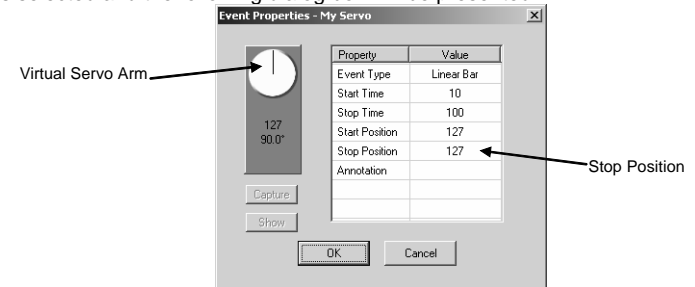 Event Properties - My Servo
Property Value
Virtual Servo Arm
Event Type Linear Bar
Start Time 10
Stop Time 100
127
Start Position 127
90.0°
Stop Position 127
Stop Position
Annotation
Capture
Show
OK Cancel